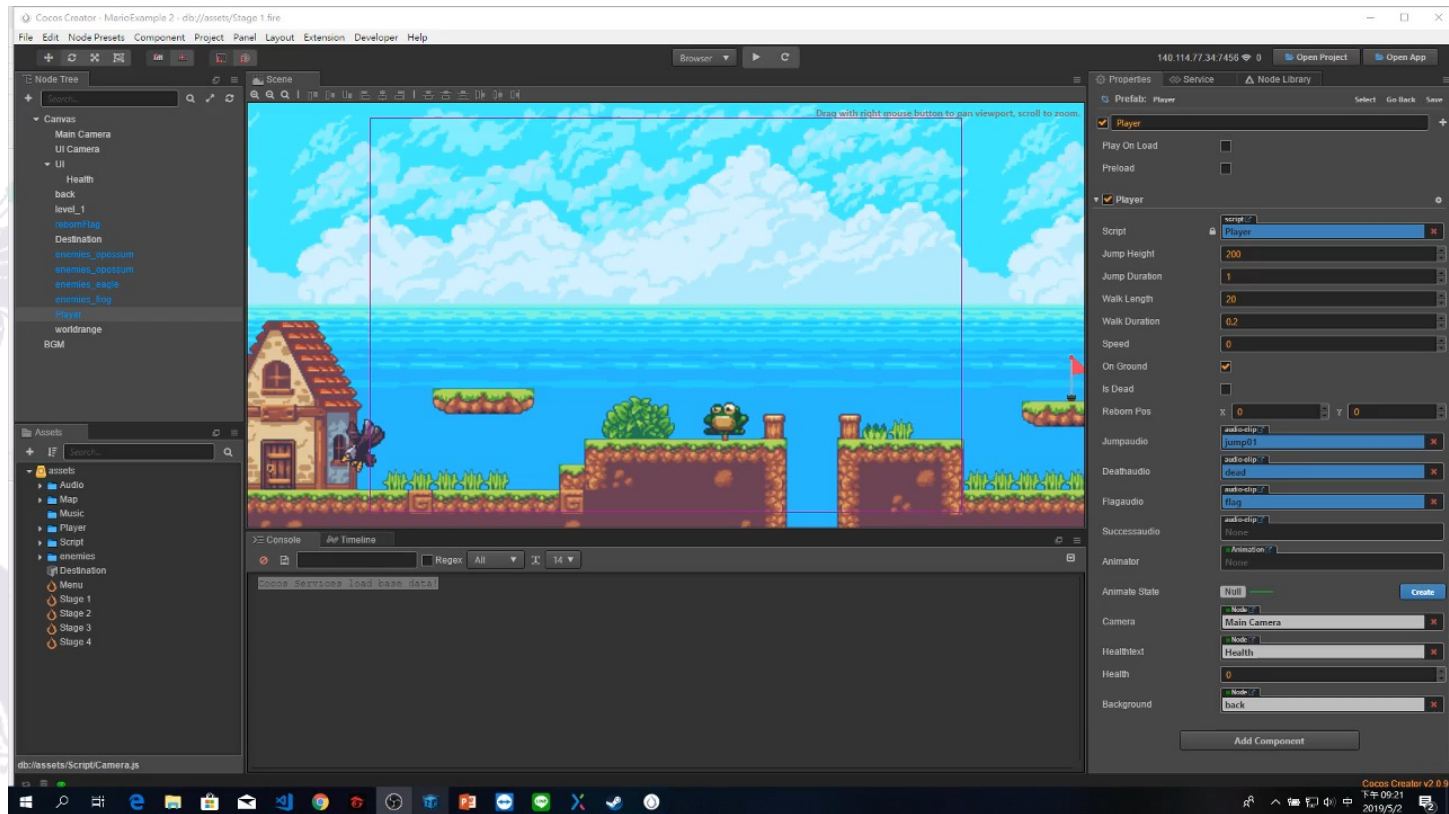 Cocos Creator - MarioExample 2 - db://assets/Stage 1.fire
File Edit Node Presets Component Project Panel Layout Extension Developer Help
Browser
140.114.77.34:7456 0 Open Project Open App
Node Tree
Search...
Canvas
Main Camera
UI Camera
UI
Health
back
level_1
rebornFlag
Destination
enemies_opossum
enemies_opossum
enemies_eagle
enemies_frog
Player
worldrange
BGM
Assets
Search...
assets
Audio
Map
Music
Player
Script
enemies
Destination
Menu
Stage 1
Stage 2
Stage 3
Stage 4
db://assets/Script/Camera.js
Scene
Drag with right mouse button to pan viewport, scroll to zoom.
Console Timeline
Regex All 14
Cocos Services load base data!
Properties Service Node Library
Prefab: Player Select Go Back Save
Player
Play On Load
Preload
Player
script
Script Player
Jump Height 200
Jump Duration 1
Walk Length 20
Walk Duration 0.2
Speed 0
On Ground
Is Dead
Reborn Pos X 0 Y 0
audio-clip
Jumpaudio jump01
audio-clip
Deathaudio dead
audio-clip
Flagaudio flag
audio-clip
Successaudio None
Animation
Animator None
Animate State Null Create
Node
Camera Main Camera
Node
Healthtext Health
Health 0
Node
Background back
Add Component
Cocos Creator v2.0.9
中 下午 09:21
2019/5/2